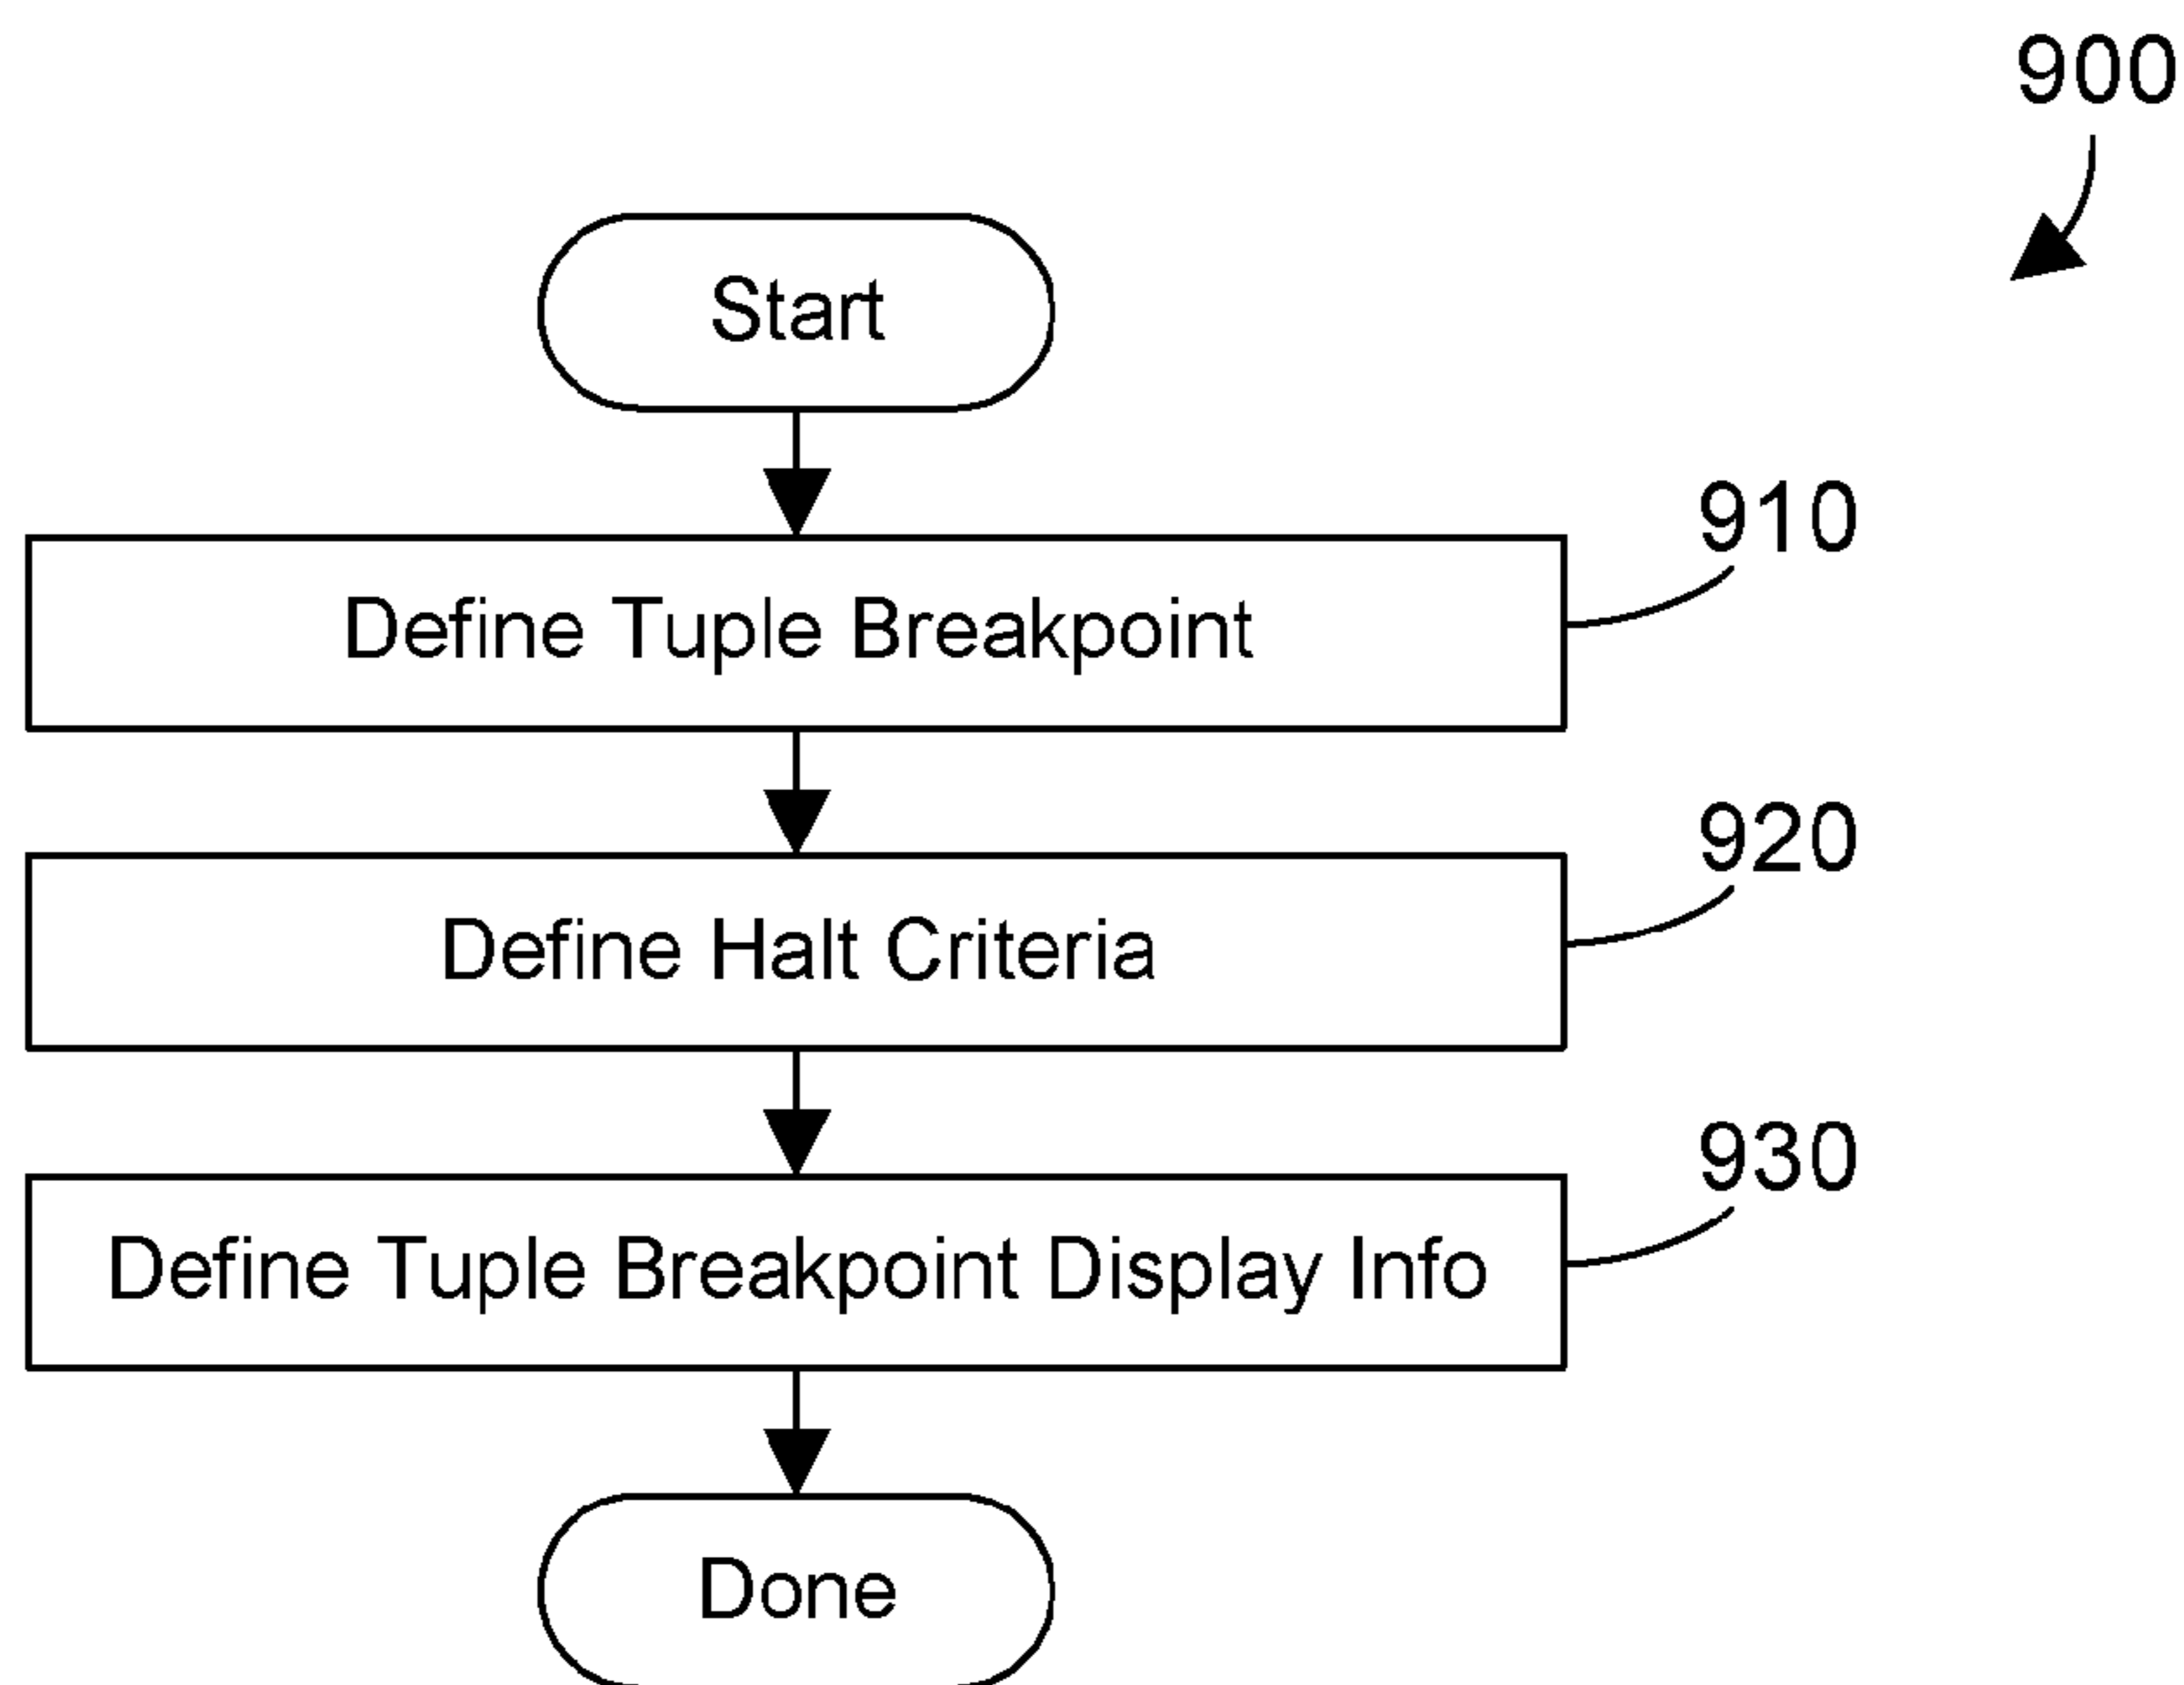 900
Start
910
Define Tuple Breakpoint
920
Define Halt Criteria
930
Define Tuple Breakpoint Display Info
Done